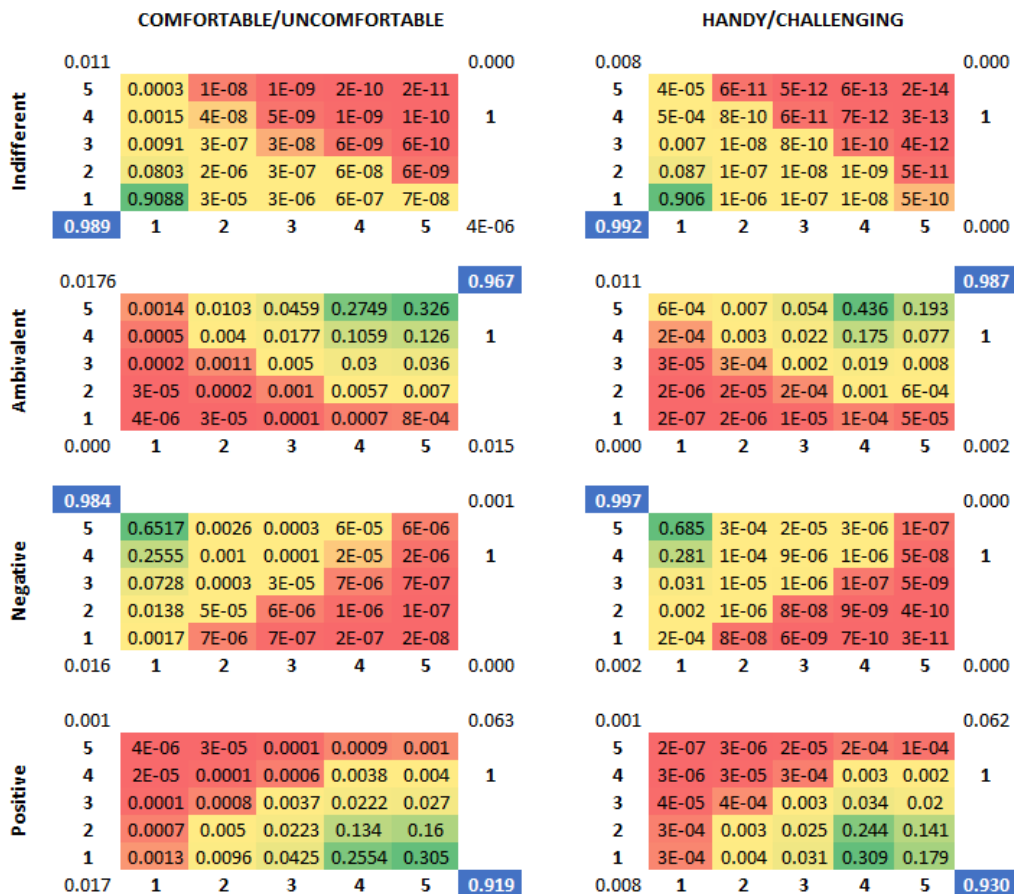 COMFORTABLE/UNCOMFORTABLE HANDY/CHALLENGING
Indifferent
0.011 0.000 0.008 0.000
5 0.0003 1E-08 1E-09 2E-10 2E-11 5 4E-05 6E-11 5E-12 6E-13 2E-14
4 0.0015 4E-08 5E-09 1E-09 1E-10 1 4 5E-04 8E-10 6E-11 7E-12 3E-13 1
3 0.0091 3E-07 3E-08 6E-09 6E-10 3 0.007 1E-08 8E-10 1E-10 4E-12
2 0.0803 2E-06 3E-07 6E-08 6E-09 2 0.087 1E-07 1E-08 1E-09 5E-11
1 0.9088 3E-05 3E-06 6E-07 7E-08 1 0.906 1E-06 1E-07 1E-08 5E-10
0.989 1 2 3 4 5 4E-06 0.992 1 2 3 4 5 0.000
Ambivalent
0.0176 0.967 0.011 0.987
5 0.0014 0.0103 0.0459 0.2749 0.326 5 6E-04 0.007 0.054 0.436 0.193
4 0.0005 0.004 0.0177 0.1059 0.126 1 4 2E-04 0.003 0.022 0.175 0.077 1
3 0.0002 0.0011 0.005 0.03 0.036 3 3E-05 3E-04 0.002 0.019 0.008
2 3E-05 0.0002 0.001 0.0057 0.007 2 2E-06 2E-05 2E-04 0.001 6E-04
1 4E-06 3E-05 0.0001 0.0007 8E-04 1 2E-07 2E-06 1E-05 1E-04 5E-05
0.000 1 2 3 4 5 0.015 0.000 1 2 3 4 5 0.002
Negative
0.984 0.001 0.997 0.000
5 0.6517 0.0026 0.0003 6E-05 6E-06 5 0.685 3E-04 2E-05 3E-06 1E-07
4 0.2555 0.001 0.0001 2E-05 2E-06 1 4 0.281 1E-04 9E-06 1E-06 5E-08 1
3 0.0728 0.0003 3E-05 7E-06 7E-07 3 0.031 1E-05 1E-06 1E-07 5E-09
2 0.0138 5E-05 6E-06 1E-06 1E-07 2 0.002 1E-06 8E-08 9E-09 4E-10
1 0.0017 7E-06 7E-07 2E-07 2E-08 1 2E-04 8E-08 6E-09 7E-10 3E-11
0.016 1 2 3 4 5 0.000 0.002 1 2 3 4 5 0.000
Positive
0.001 0.063 0.001 0.062
5 4E-06 3E-05 0.0001 0.0009 0.001 5 2E-07 3E-06 2E-05 2E-04 1E-04
4 2E-05 0.0001 0.0006 0.0038 0.004 1 4 3E-06 3E-05 3E-04 0.003 0.002 1
3 0.0001 0.0008 0.0037 0.0222 0.027 3 4E-05 4E-04 0.003 0.034 0.02
2 0.0007 0.005 0.0223 0.134 0.16 2 3E-04 0.003 0.025 0.244 0.141
1 0.0013 0.0096 0.0425 0.2554 0.305 1 3E-04 0.004 0.031 0.309 0.179
0.017 1 2 3 4 5 0.919 0.008 1 2 3 4 5 0.930